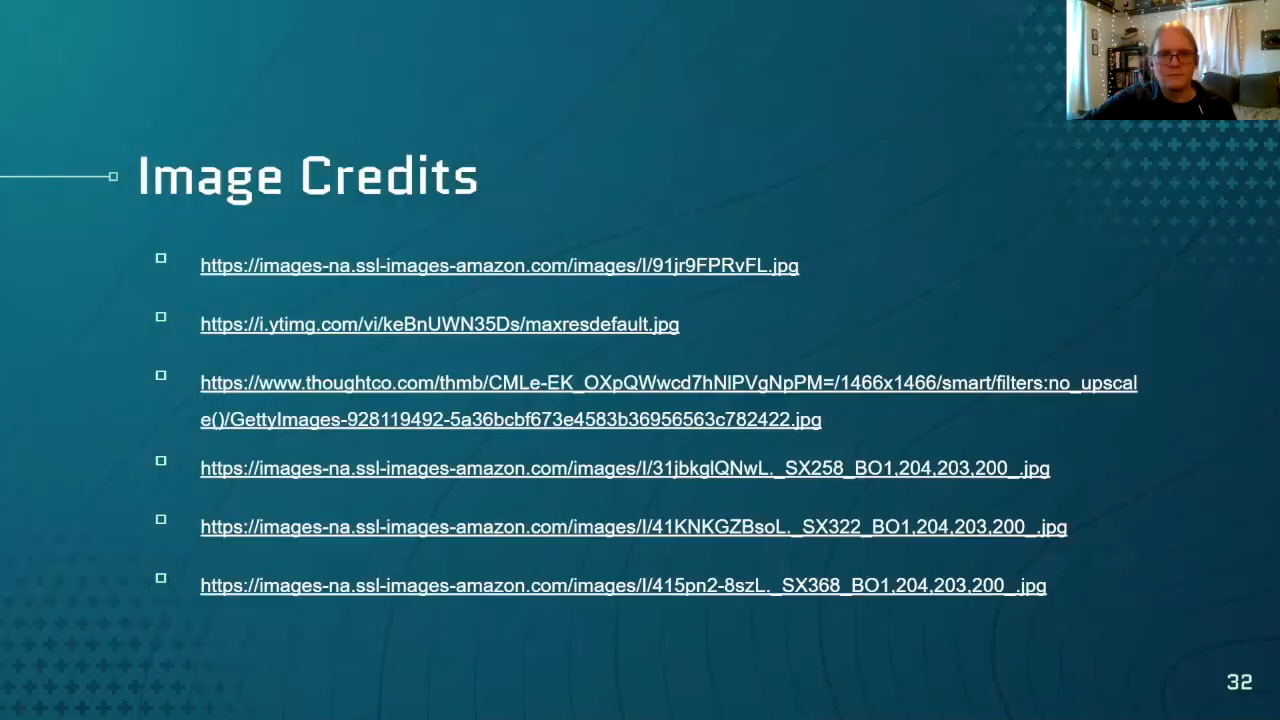 Image Credits
https://images-na.ssl-images-amazon.com/images/I/91jr9FPRvFL.jpg
https://i.ytimg.com/vi/keBnUWN35Ds/maxresdefault.jpg
https://www.thoughtco.com/thmb/CMLe-EK_OXpQWwcd7hNlPVgNpPM=/1466x1466/smart/filters:no_upscal
e()/GettyImages-928119492-5a36bcbf673e4583b36956563c782422.jpg
https://images-na.ssl-images-amazon.com/images/I/31jbkglQNwL._SX258_BO1,204,203,200_.jpg
https://images-na.ssl-images-amazon.com/images/I/41KNKGZBsoL._SX322_BO1,204,203,200_.jpg
https://images-na.ssl-images-amazon.com/images/I/415pn2-8szL._SX368_BO1,204,203,200_.jpg
32